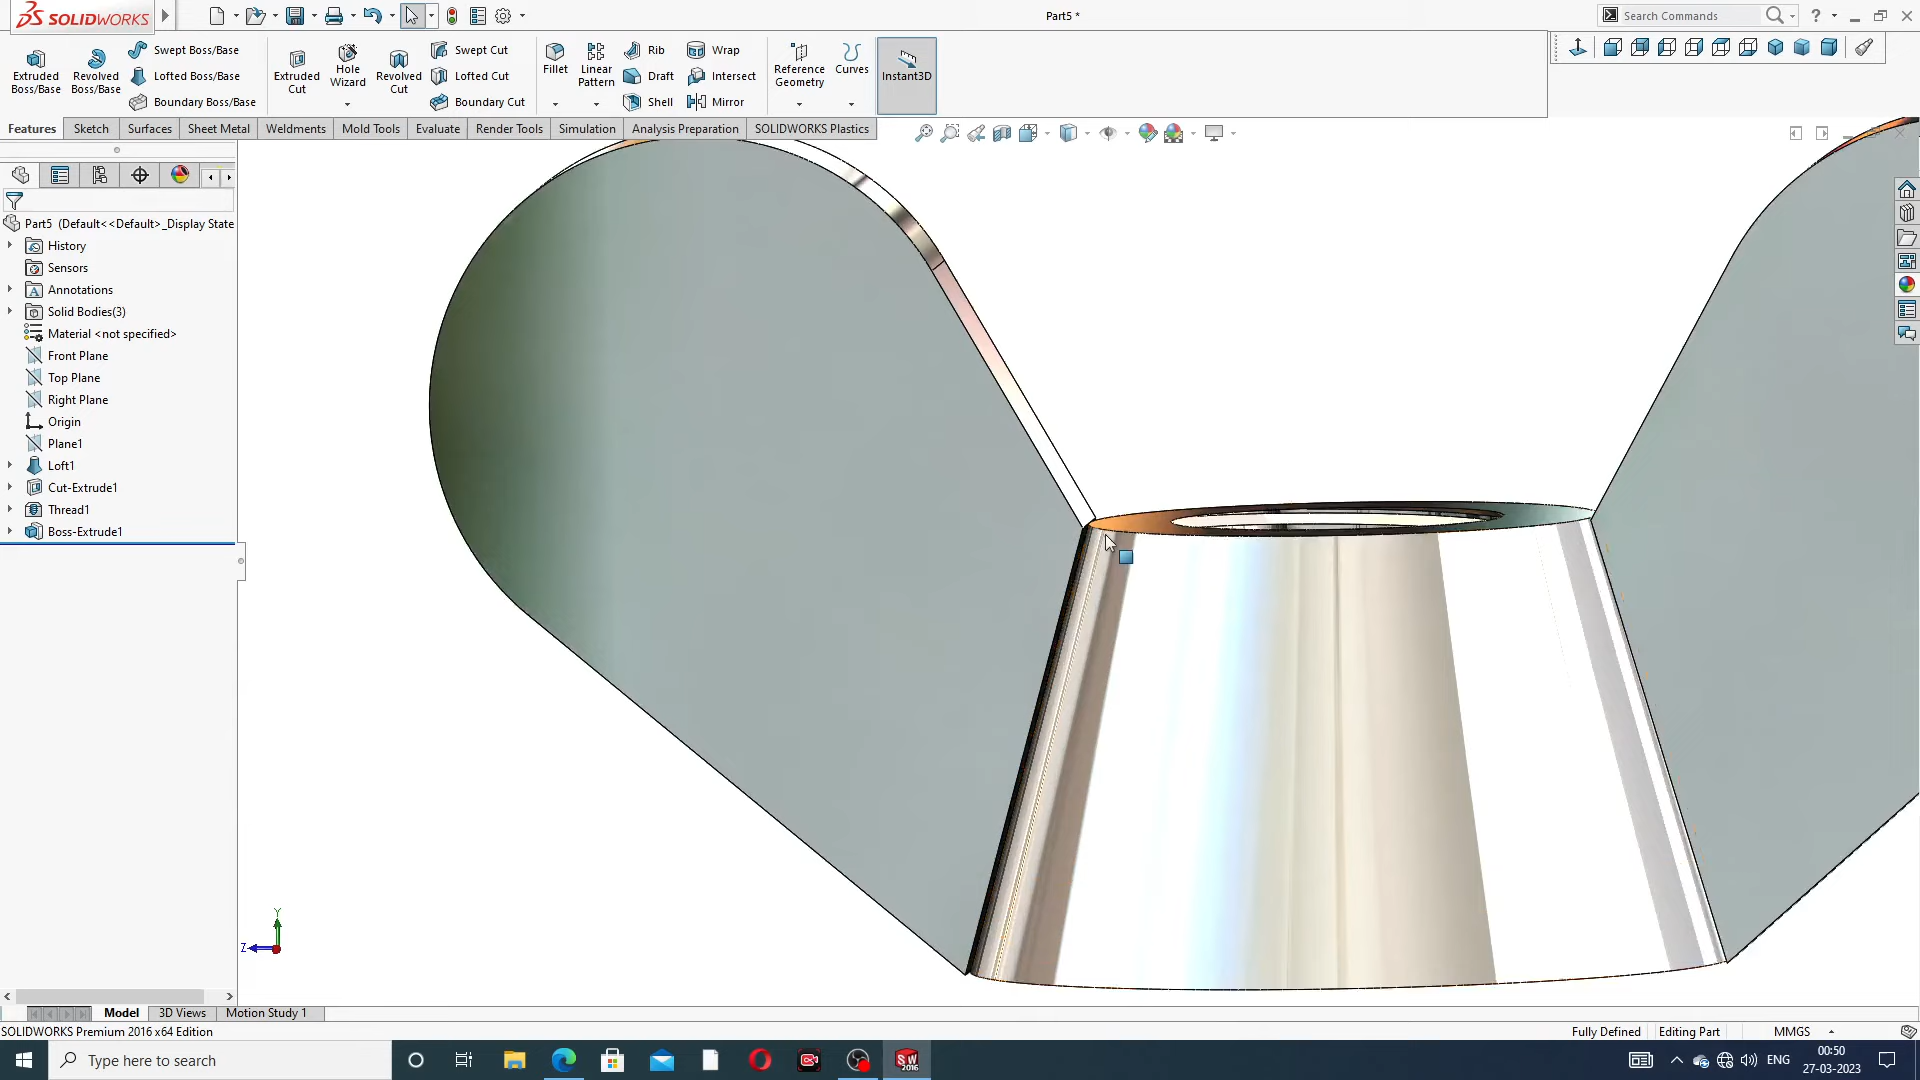 SOLIDWORKS
Part5 *
Search Commands
Extruded Boss/Base
Revolved Boss/Base
Swept Boss/Base
Lofted Boss/Base
Boundary Boss/Base
Extruded Cut
Hole Wizard
Revolved Cut
Swept Cut
Lofted Cut
Boundary Cut
Fillet
Linear Pattern
Rib
Draft
Shell
Wrap
Intersect
Mirror
Reference Geometry
Curves
Instant3D
Features
Sketch
Surfaces
Sheet Metal
Weldments
Mold Tools
Evaluate
Render Tools
Simulation
Analysis Preparation
SOLIDWORKS Plastics
Part5 (Default<<Default>_Display State
History
Sensors
Annotations
Solid Bodies(3)
Material <not specified>
Front Plane
Top Plane
Right Plane
Origin
Plane1
Loft1
Cut-Extrude1
Thread1
Boss-Extrude1
Y
Z
Model
3D Views
Motion Study 1
SOLIDWORKS Premium 2016 x64 Edition
Fully Defined
Editing Part
MMGS
Type here to search
SW
2016
ENG
00:50
27-03-2023